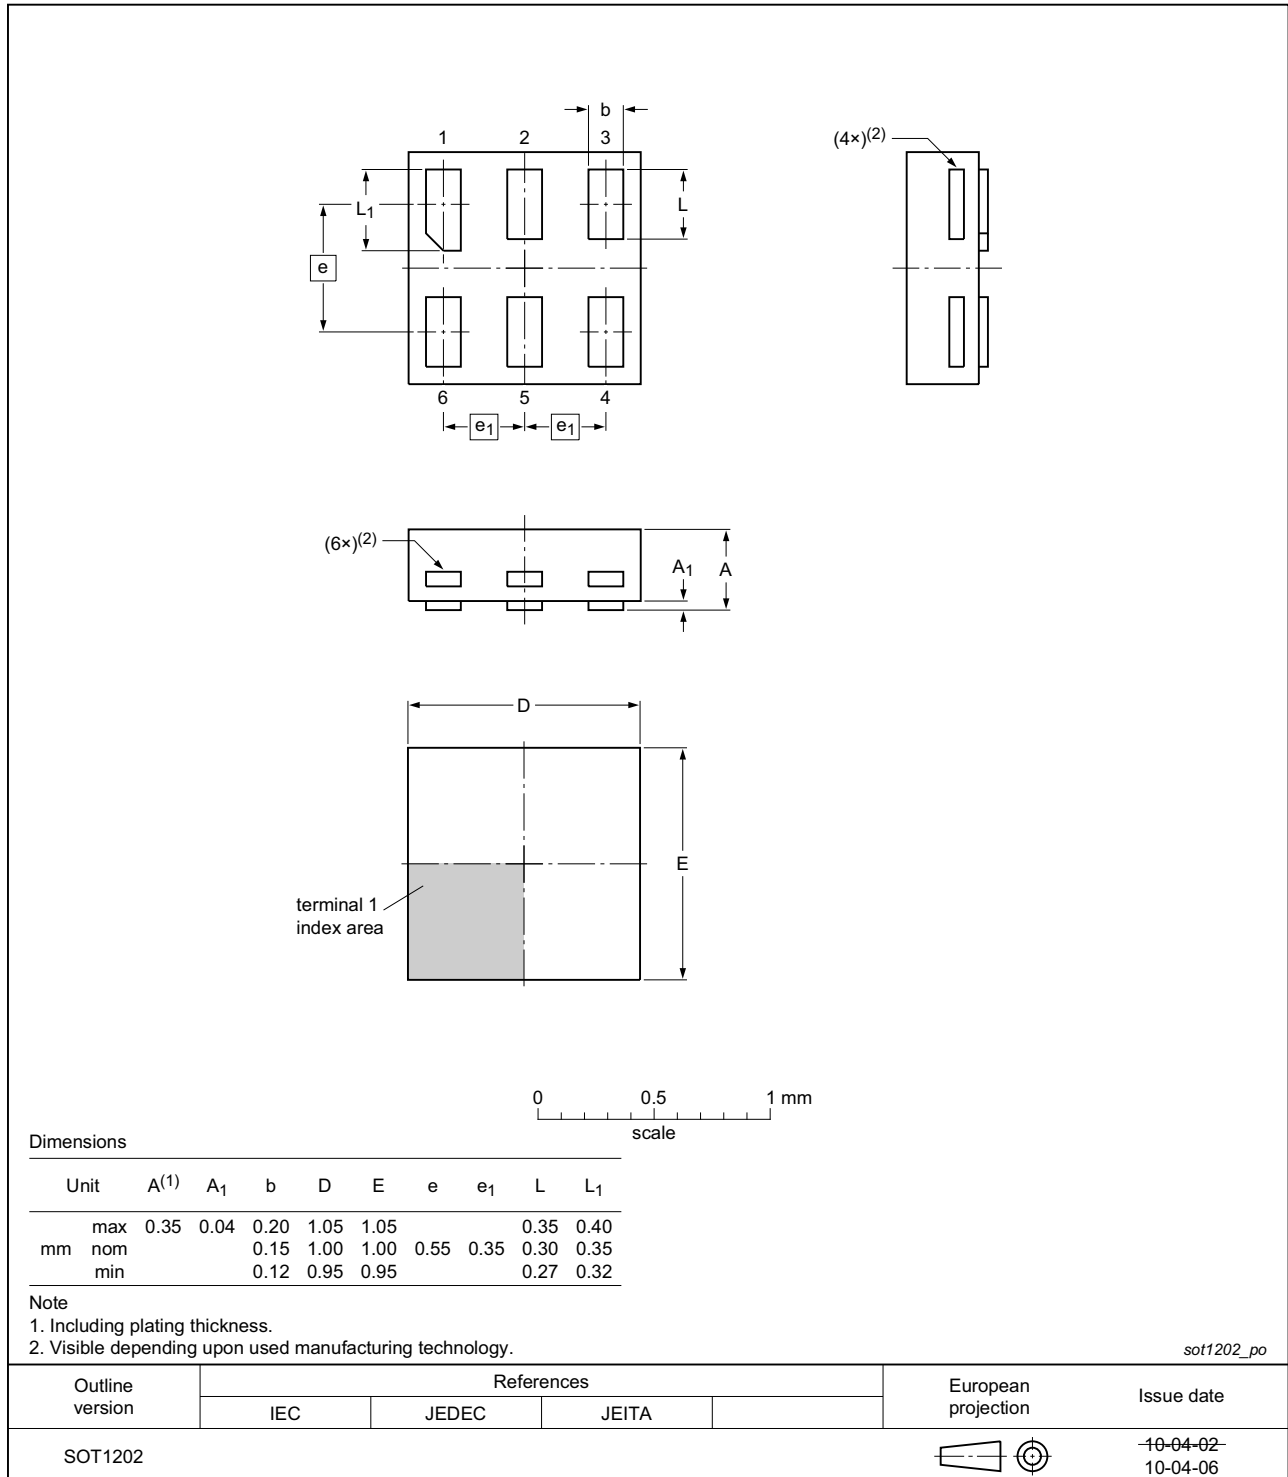 b
1 2 3
(4×)(2)
L1
L
e
6 5 4
e1 e1
(6×)(2)
A1 A
D
E
terminal 1
index area
0 0.5 1 mm
scale
Dimensions
Unit A(1) A1 b D E e e1 L L1
max 0.35 0.04 0.20 1.05 1.05 0.35 0.40
mm nom 0.15 1.00 1.00 0.55 0.35 0.30 0.35
min 0.12 0.95 0.95 0.27 0.32
Note
1. Including plating thickness.
2. Visible depending upon used manufacturing technology.
sot1202_po
Outline
version
References
IEC JEDEC JEITA
European
projection
Issue date
SOT1202
10-04-02
10-04-06